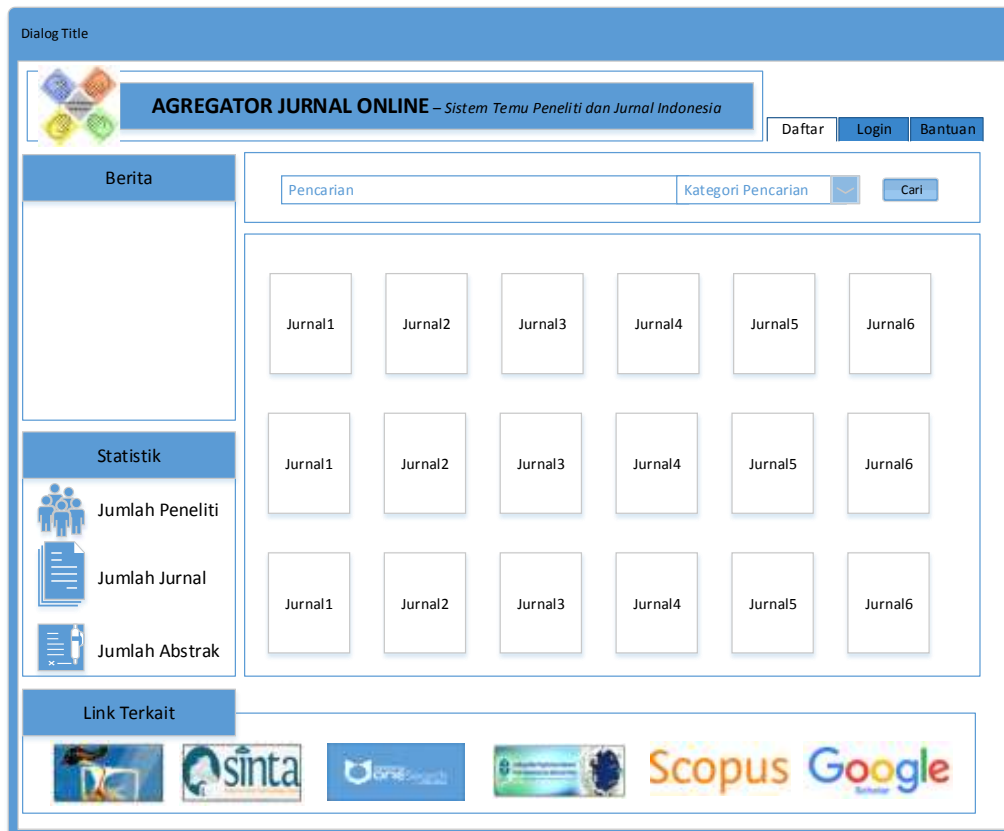 Dialog Title
AGREGATOR JURNAL ONLINE – Sistem Temu Peneliti dan Jurnal Indonesia
Daftar Login Bantuan
Berita
Pencarian Kategori Pencarian Cari
Jurnal1 Jurnal2 Jurnal3 Jurnal4 Jurnal5 Jurnal6
Jurnal1 Jurnal2 Jurnal3 Jurnal4 Jurnal5 Jurnal6
Statistik
Jumlah Peneliti
Jumlah Jurnal
Jumlah Abstrak
Jurnal1 Jurnal2 Jurnal3 Jurnal4 Jurnal5 Jurnal6
Link Terkait
sinta
oneSearch
Scopus
Google
Scholar